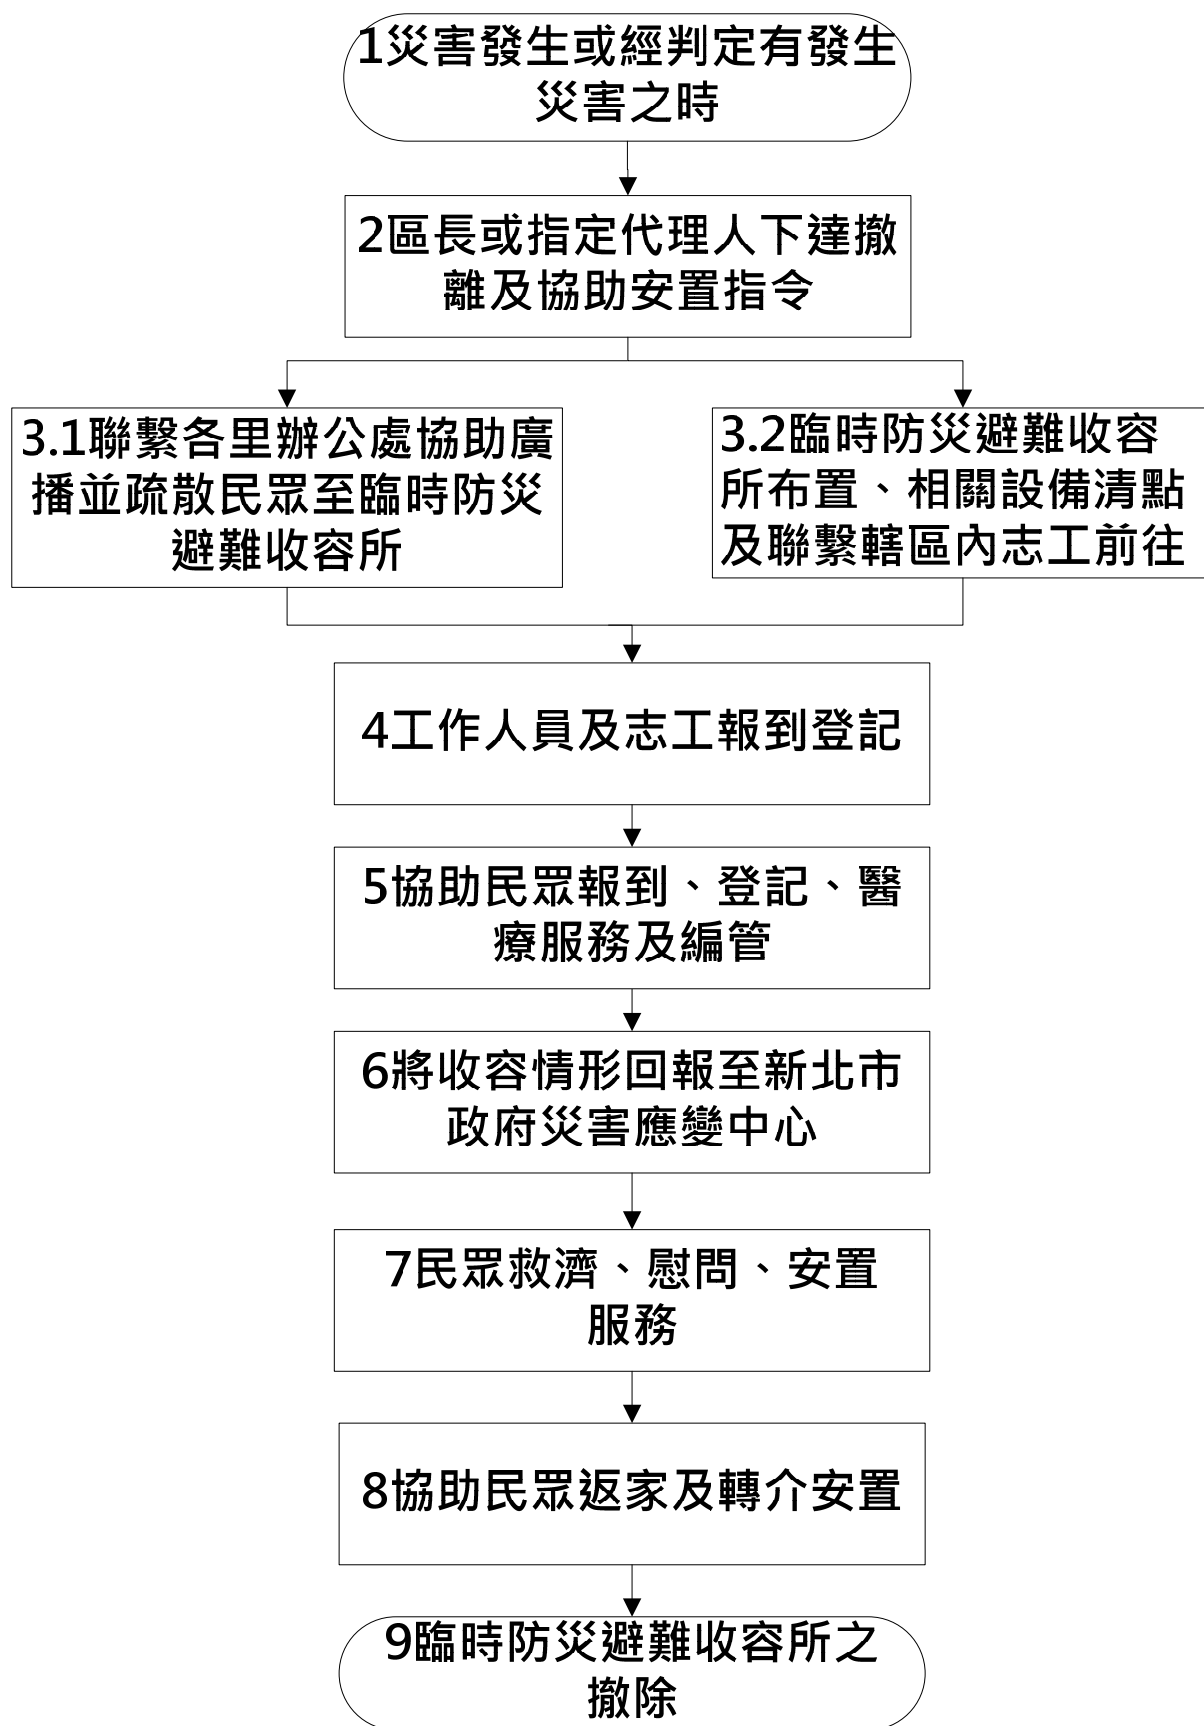 1災害發生或經判定有發生
災害之時
2區長或指定代理人下達撤
離及協助安置指令
3.1聯繫各里辦公處協助廣
播並疏散民眾至臨時防災
避難收容所
3.2臨時防災避難收容
所布置、相關設備清點
及聯繫轄區內志工前往
4工作人員及志工報到登記
5協助民眾報到、登記、醫
療服務及編管
6將收容情形回報至新北市
政府災害應變中心
7民眾救濟、慰問、安置
服務
8協助民眾返家及轉介安置
9臨時防災避難收容所之
撤除